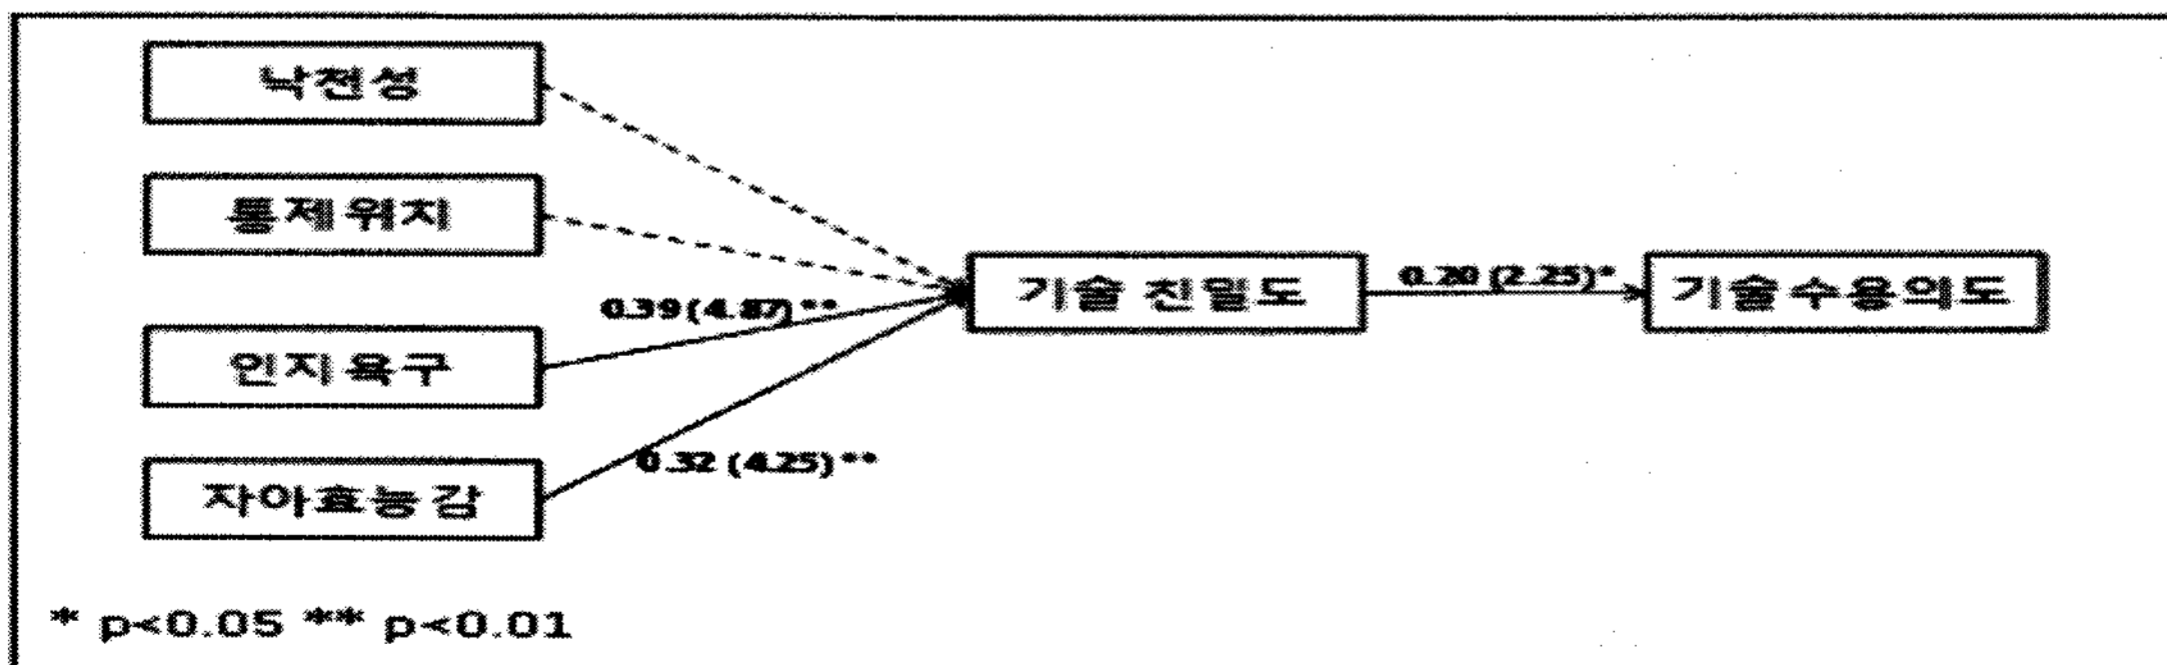 낙천성
통제위치
인지욕구
자아효능감
0.39 (4.87)**
0.32 (4.25)**
기술 친밀도
0.20 (2.25)*
기술수용의도
* p<0.05 ** p<0.01